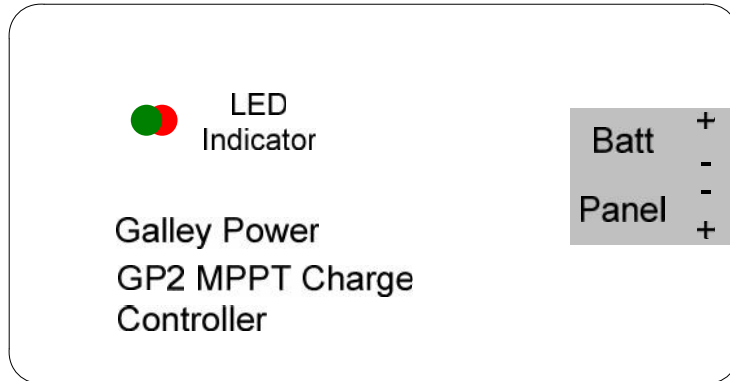 LED
Indicator
Batt +
-
-
Panel
+
Galley Power
GP2 MPPT Charge
Controller